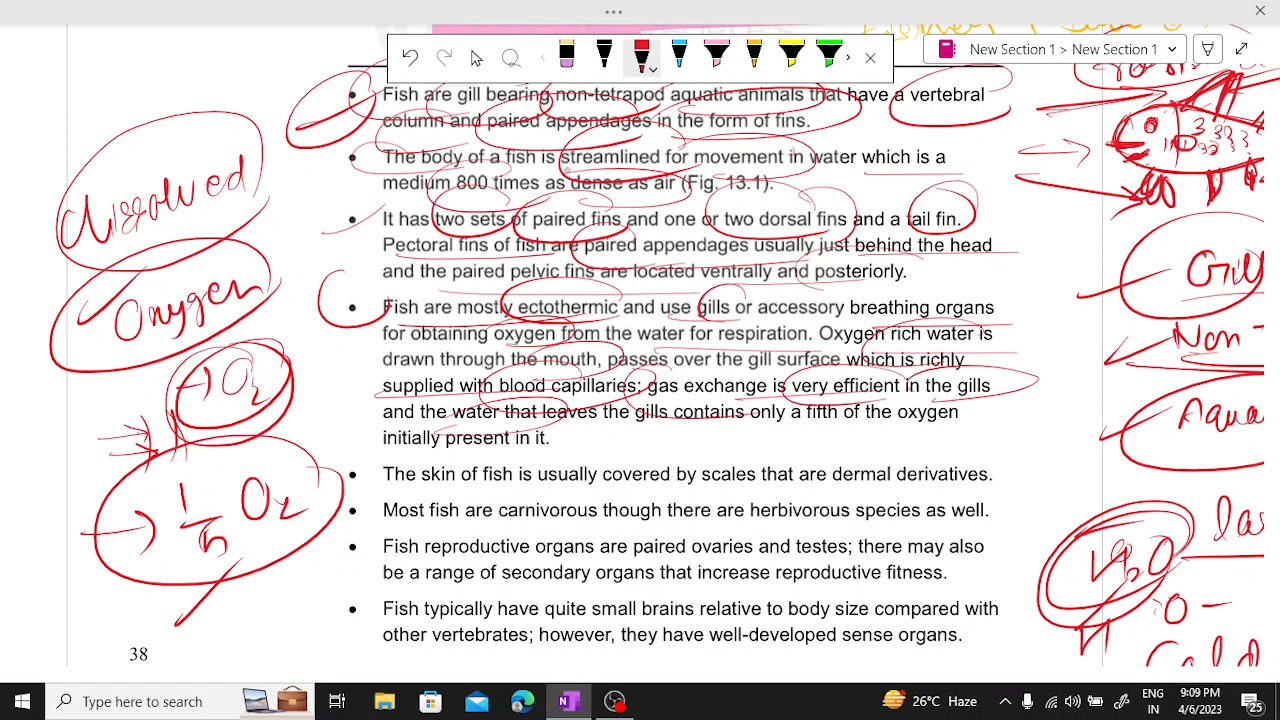 New Section 1 > New Section 1
• Fish are gill bearing non-tetrapod aquatic animals that have a vertebral
column and paired appendages in the form of fins.
• The body of a fish is streamlined for movement in water which is a
medium 800 times as dense as air (Fig. 13.1).
• It has two sets of paired fins and one or two dorsal fins and a tail fin.
Pectoral fins of fish are paired appendages usually just behind the head
and the paired pelvic fins are located ventrally and posteriorly.
• Fish are mostly ectothermic and use gills or accessory breathing organs
for obtaining oxygen from the water for respiration. Oxygen rich water is
drawn through the mouth, passes over the gill surface which is richly
supplied with blood capillaries; gas exchange is very efficient in the gills
and the water that leaves the gills contains only a fifth of the oxygen
initially present in it.
• The skin of fish is usually covered by scales that are dermal derivatives.
• Most fish are carnivorous though there are herbivorous species as well.
• Fish reproductive organs are paired ovaries and testes; there may also
be a range of secondary organs that increase reproductive fitness.
• Fish typically have quite small brains relative to body size compared with
other vertebrates; however, they have well-developed sense organs.
38
dissolved
Oxygen
→ O2
→ 1/5 O2
Gill
Non -
Aqua
Type here to search
26°C Haze
ENG
IN
9:09 PM
4/6/2023
25